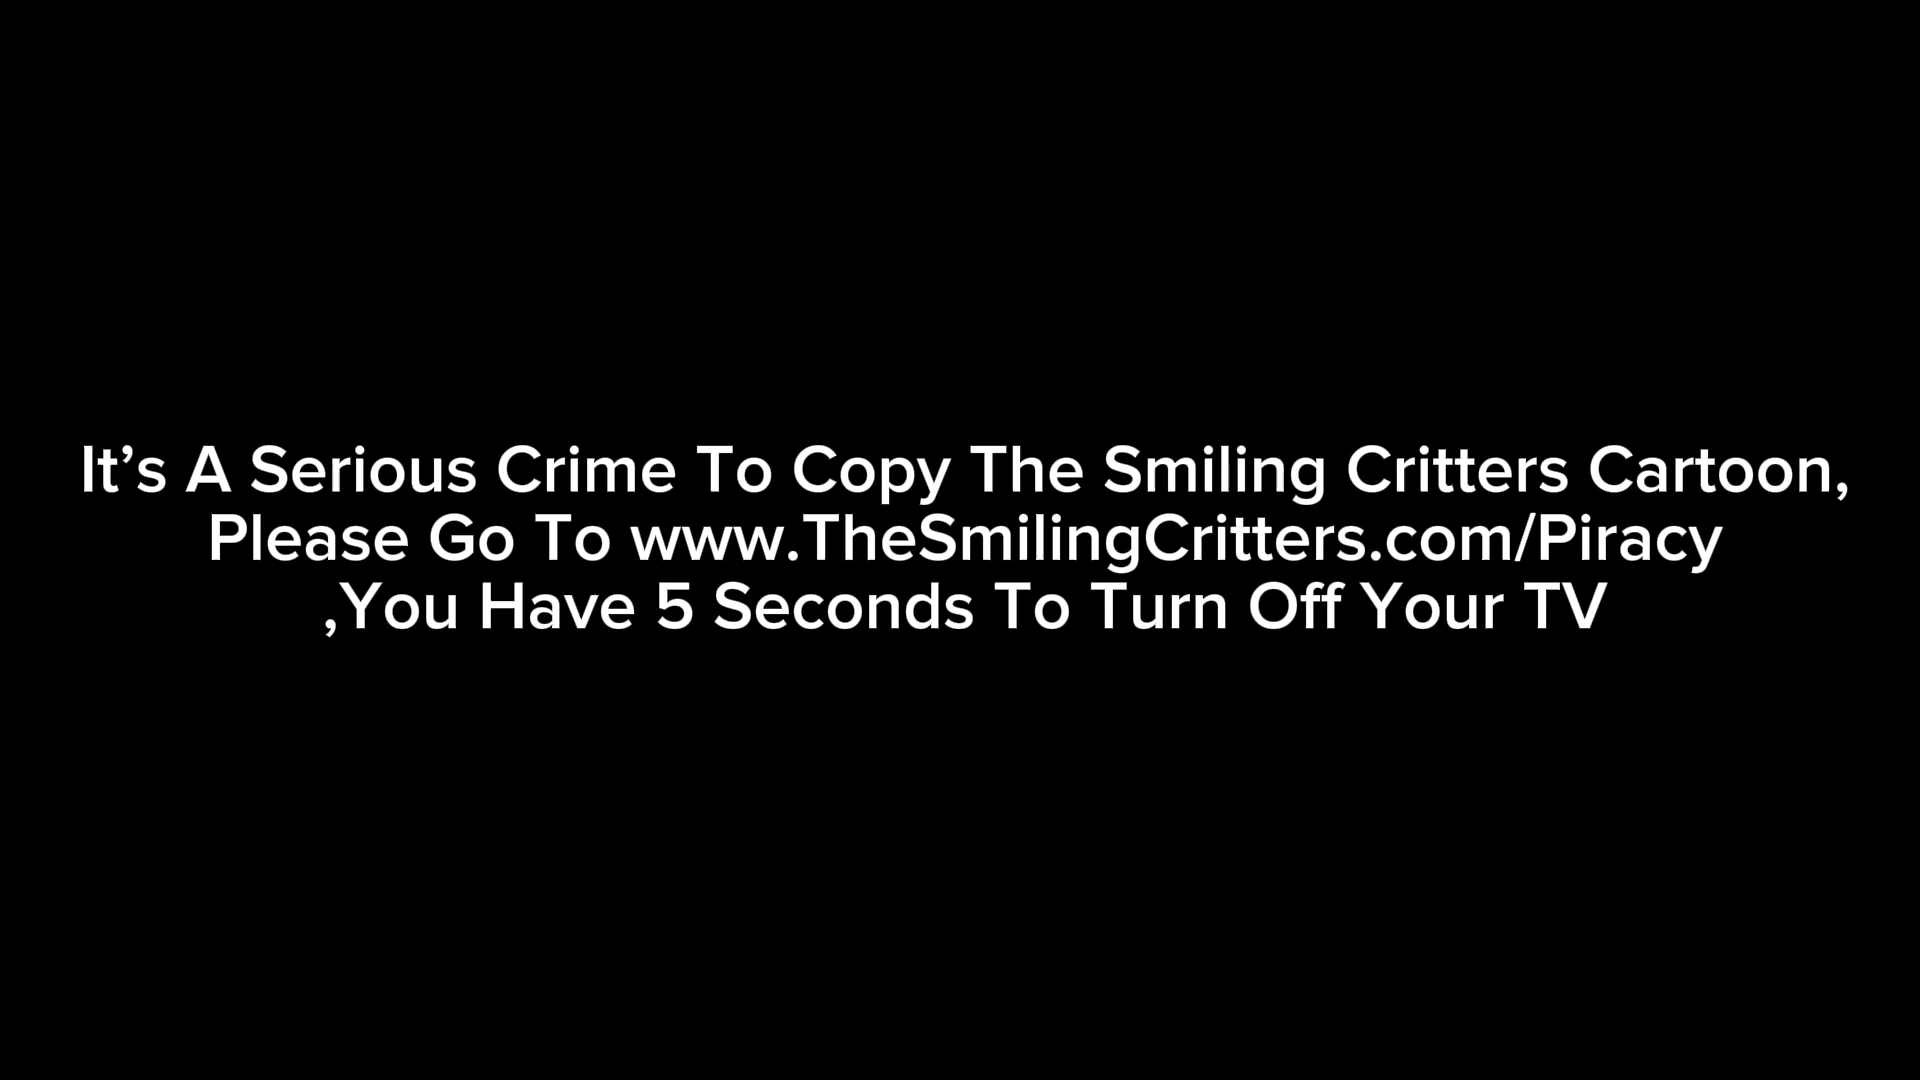 It’s A Serious Crime To Copy The Smiling Critters Cartoon,
Please Go To www.TheSmilingCritters.com/Piracy
,You Have 5 Seconds To Turn Off Your TV